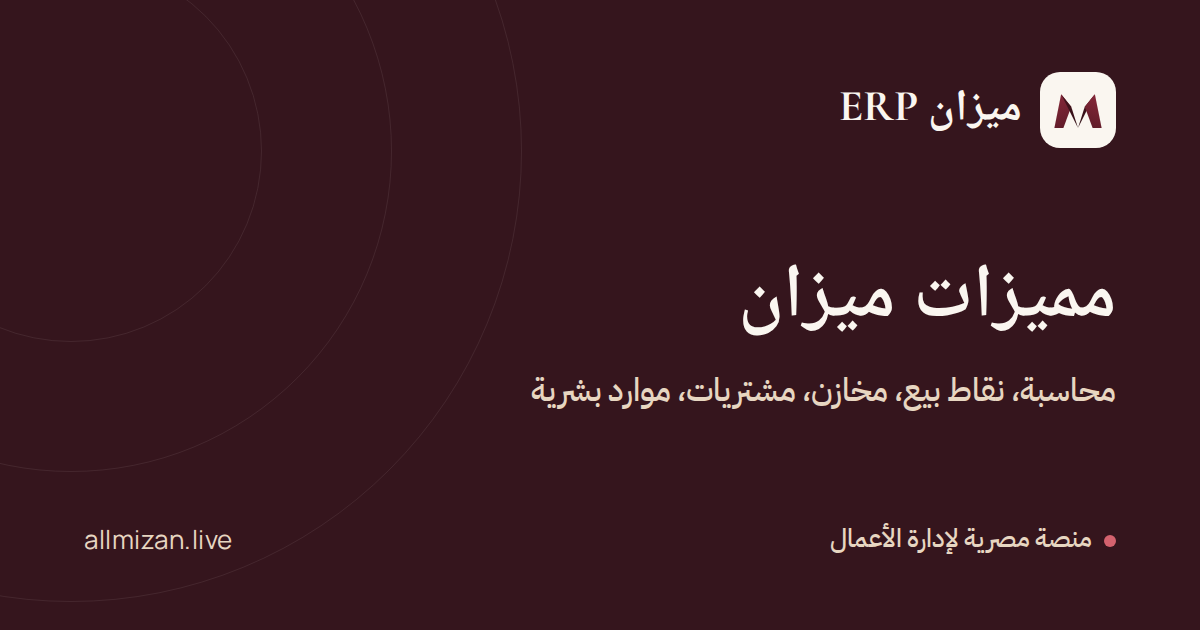 ميزان ERP
مميزات ميزان
محاسبة، نقاط بيع، مخازن، مشتريات، موارد بشرية
منصة مصرية لإدارة الأعمال
allmizan.live